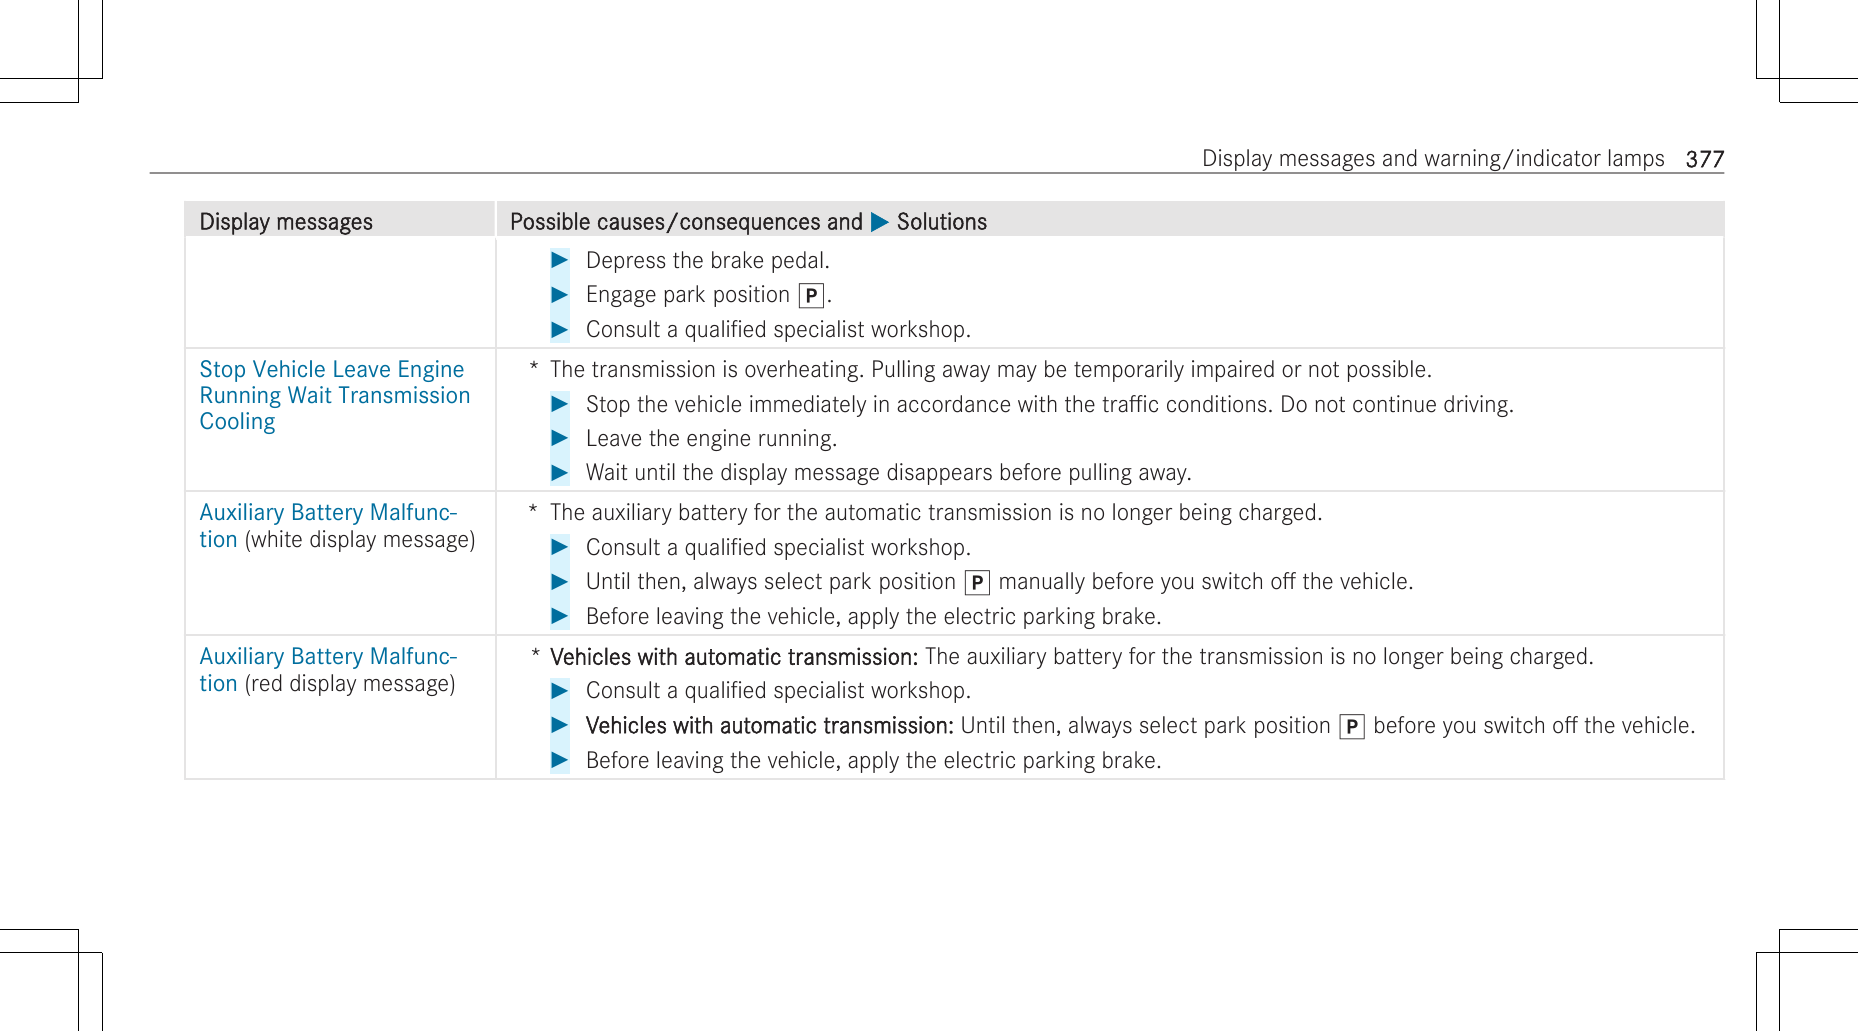 Display messages and warning/indicator lamps 377
Display messages Possible causes/consequences and ▶ Solutions
▶ Depress the brake pedal.
▶ Engage park position P.
▶ Consult a qualified specialist workshop.
Stop Vehicle Leave Engine
Running Wait Transmission
Cooling
* The transmission is overheating. Pulling away may be temporarily impaired or not possible.
▶ Stop the vehicle immediately in accordance with the traffic conditions. Do not continue driving.
▶ Leave the engine running.
▶ Wait until the display message disappears before pulling away.
Auxiliary Battery Malfunc-
tion (white display message)
* The auxiliary battery for the automatic transmission is no longer being charged.
▶ Consult a qualified specialist workshop.
▶ Until then, always select park position P manually before you switch off the vehicle.
▶ Before leaving the vehicle, apply the electric parking brake.
Auxiliary Battery Malfunc-
tion (red display message)
* Vehicles with automatic transmission: The auxiliary battery for the transmission is no longer being charged.
▶ Consult a qualified specialist workshop.
▶ Vehicles with automatic transmission: Until then, always select park position P before you switch off the vehicle.
▶ Before leaving the vehicle, apply the electric parking brake.